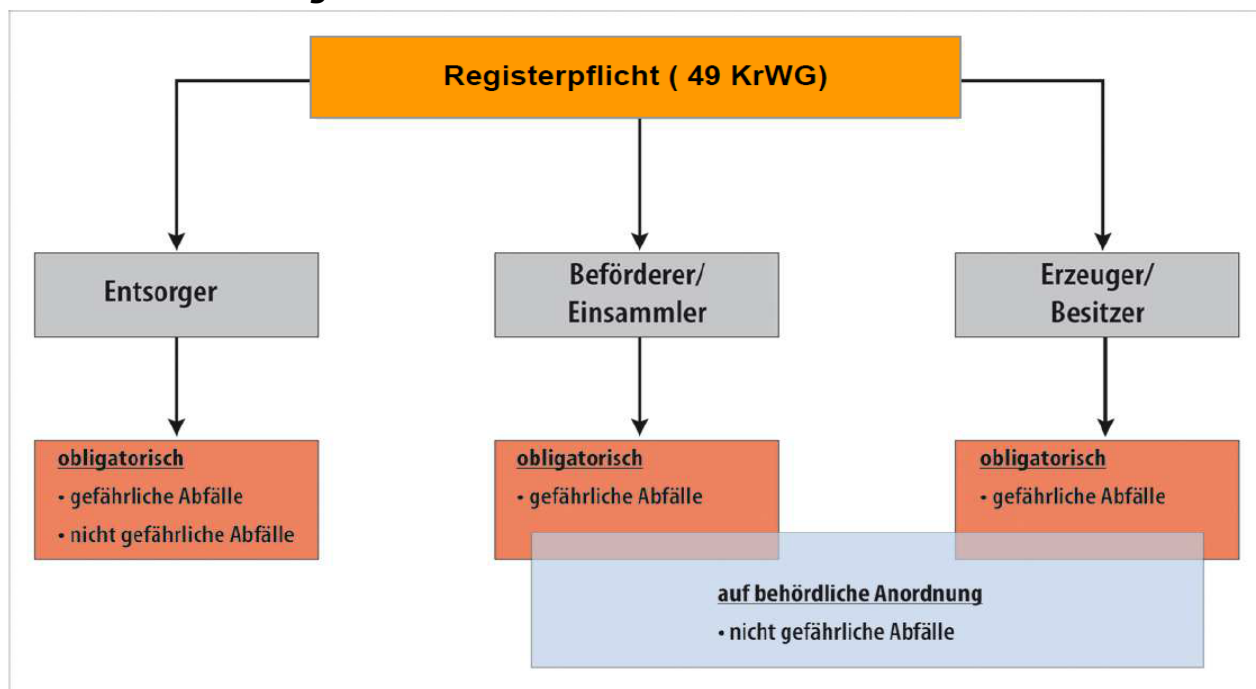 Registerpflicht ( 49 KrWG)
Entsorger
Beförderer/
Einsammler
Erzeuger/
Besitzer
obligatorisch
• gefährliche Abfälle
• nicht gefährliche Abfälle
obligatorisch
• gefährliche Abfälle
obligatorisch
• gefährliche Abfälle
auf behördliche Anordnung
• nicht gefährliche Abfälle